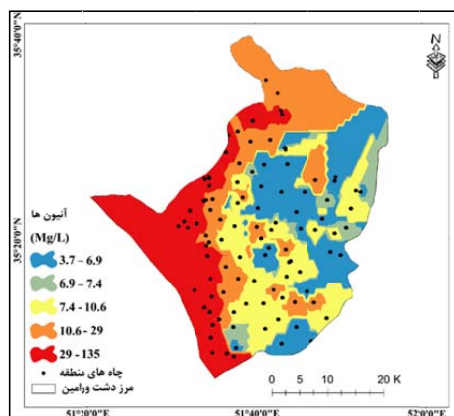 N
35°40'0"N
35°20'0"N
آنیون ها
(Mg/L)
3.7 - 6.9
6.9 - 7.4
7.4 - 10.6
10.6 - 29
29 - 135
چاه های منطقه
مرز دشت ورامین
0 5 10 20 K
51°40'0"E
52°0'0"E